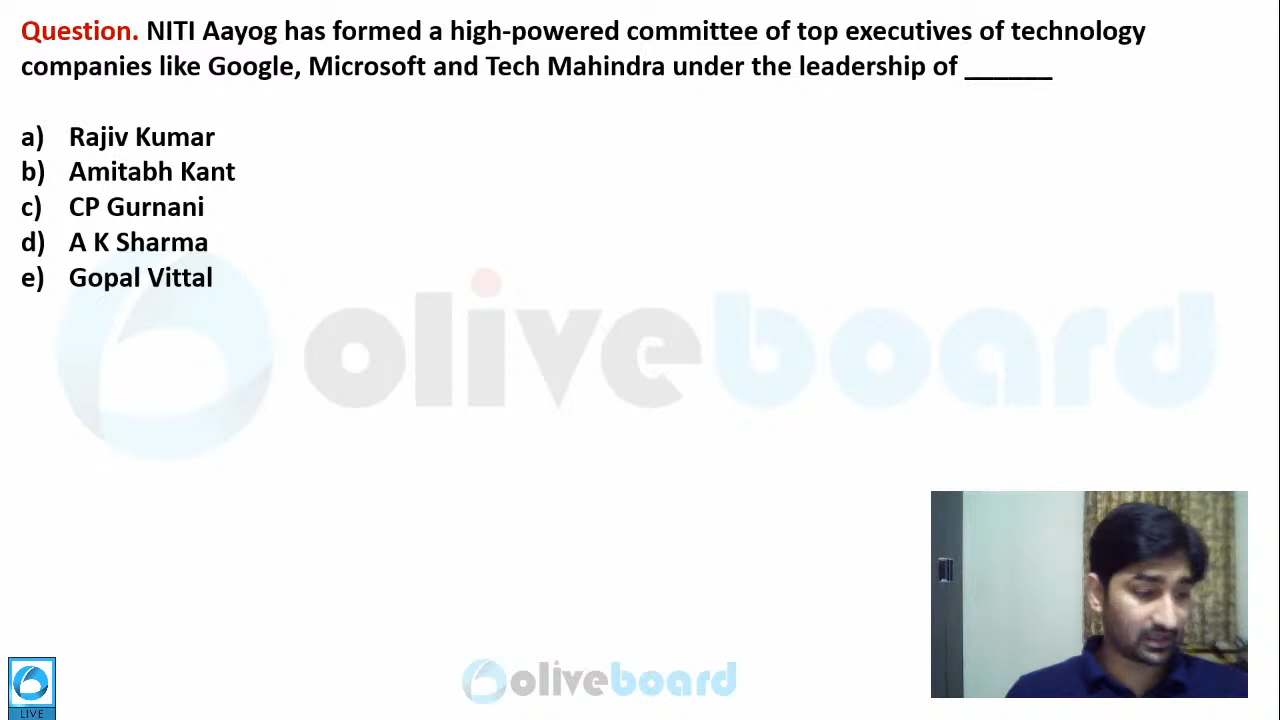 Question. NITI Aayog has formed a high-powered committee of top executives of technology
companies like Google, Microsoft and Tech Mahindra under the leadership of ______
a) Rajiv Kumar
b) Amitabh Kant
c) CP Gurnani
d) A K Sharma
e) Gopal Vittal
oliveboard
oliveboard
LIVE